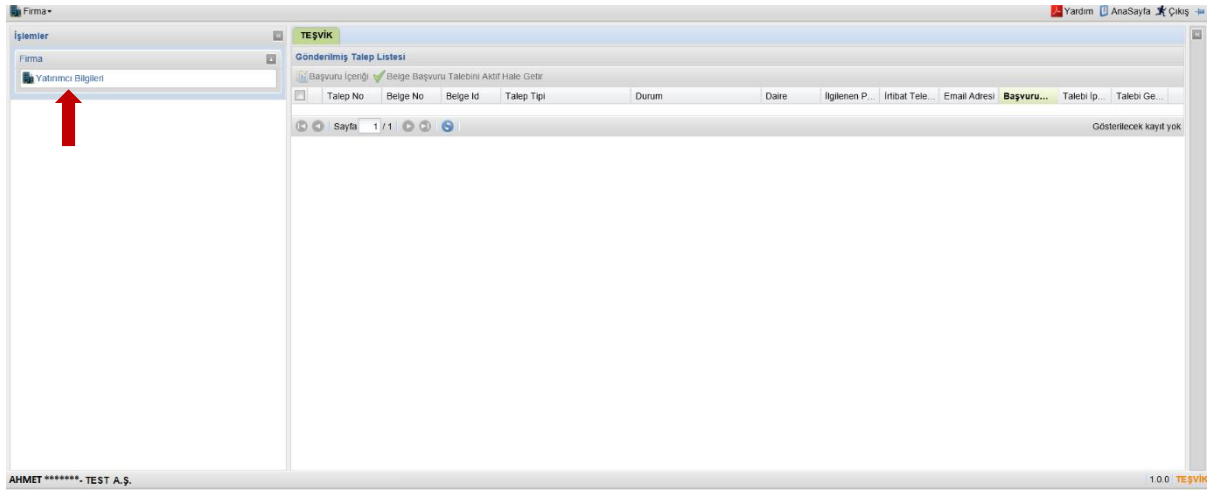 Firma
Yardım AnaSayfa Çıkış
İşlemler
Firma
Yatırımcı Bilgileri
TEŞVİK
Gönderilmiş Talep Listesi
Başvuru İçeriği Belge Başvuru Talebini Aktif Hale Getir
Talep No Belge No Belge Id Talep Tipi Durum Daire İlgilenen P... İrtibat Tele... Email Adresi Başvuru... Talebi İp... Talebi Ge...
Sayfa 1 / 1 Gösterilecek kayıt yok
AHMET *******- TEST A.Ş. 1.0.0 TEŞVİK